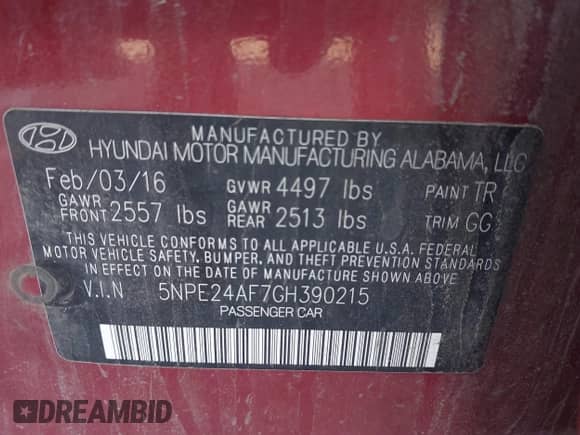 MANUFACTURED BY
HYUNDAI MOTOR MANUFACTURING ALABAMA, LLC
Feb/03/16 GVWR 4497 lbs PAINT TR
GAWR FRONT 2557 lbs GAWR REAR 2513 lbs TRIM GG
THIS VEHICLE CONFORMS TO ALL APPLICABLE U.S.A. FEDERAL
MOTOR VEHICLE SAFETY, BUMPER, AND THEFT PREVENTION STANDARDS
IN EFFECT ON THE DATE OF MANUFACTURE SHOWN ABOVE
V.I.N 5NPE24AF7GH390215
PASSENGER CAR
DREAMBID